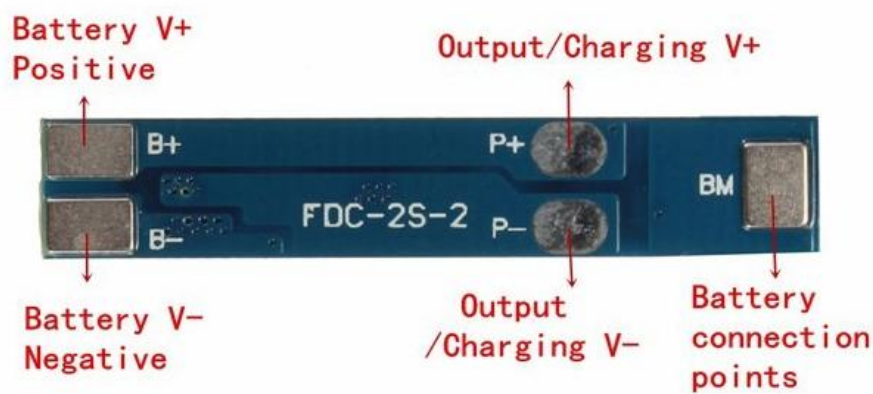 Battery V+
Positive
Output/Charging V+
B+
P+
BM
FDC-2S-2
B-
P-
Battery V-
Negative
Output
/Charging V-
Battery
connection
points